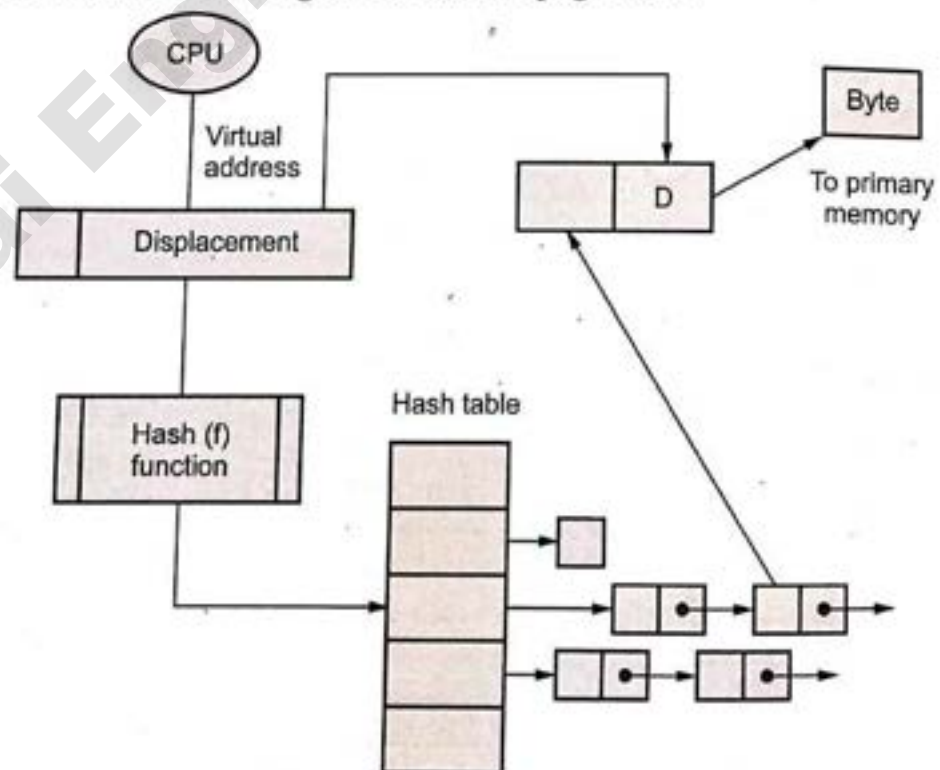 CPU
Virtual
address
Displacement
Byte
D
To primary
memory
Hash (f)
function
Hash table